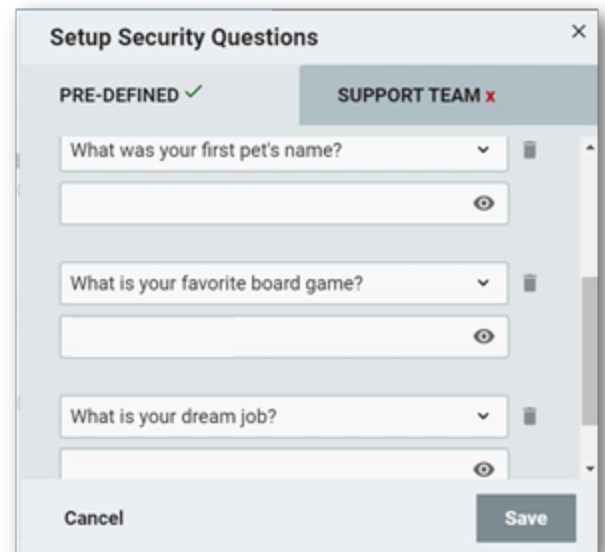 Setup Security Questions
PRE-DEFINED ✓ SUPPORT TEAM x
What was your first pet's name?
What is your favorite board game?
What is your dream job?
Cancel Save